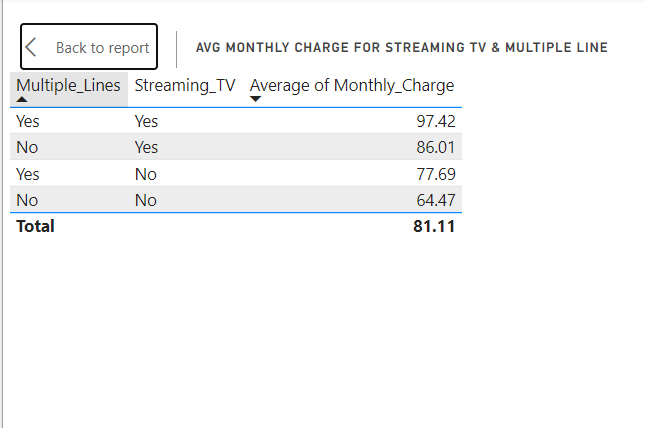 Back to report
AVG MONTHLY CHARGE FOR STREAMING TV & MULTIPLE LINE
Multiple_Lines Streaming_TV Average of Monthly_Charge
Yes Yes 97.42
No Yes 86.01
Yes No 77.69
No No 64.47
Total 81.11